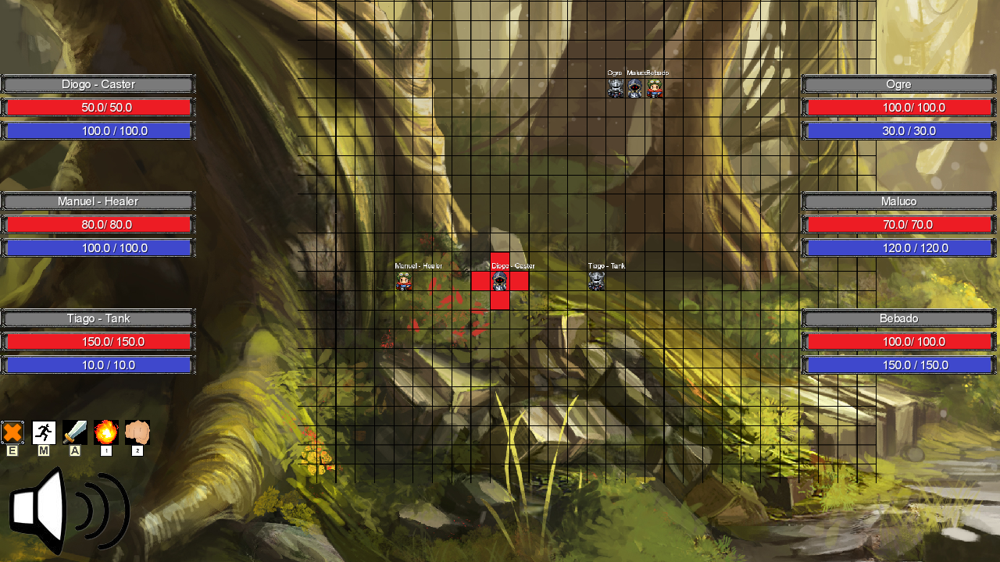 Diogo - Caster
50.0/ 50.0
100.0 / 100.0
Manuel - Healer
80.0/ 80.0
100.0 / 100.0
Tiago - Tank
150.0/ 150.0
10.0 / 10.0
E M A 1 2
Ogre Maluco Bebado
Manuel - Healer Diogo - Caster Tiago - Tank
Ogre
100.0/ 100.0
30.0 / 30.0
Maluco
70.0/ 70.0
120.0 / 120.0
Bebado
100.0/ 100.0
150.0 / 150.0